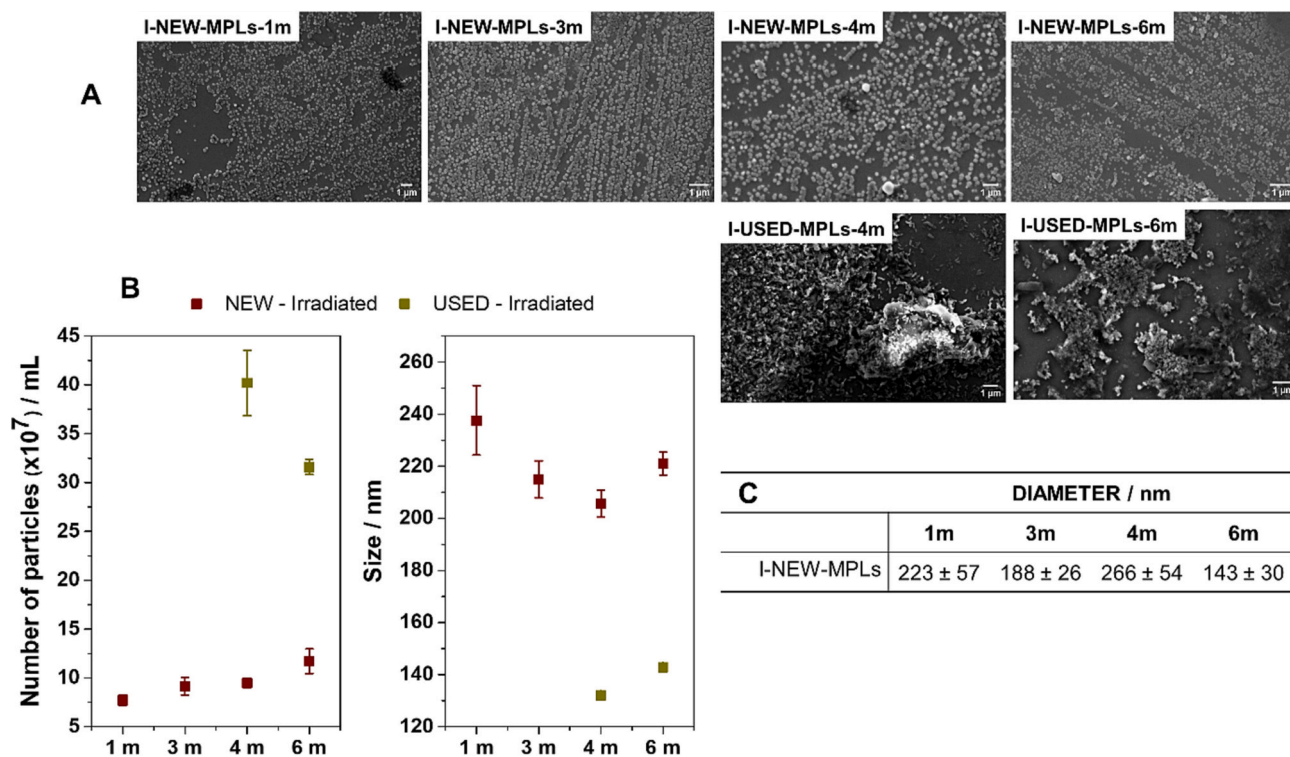 I-NEW-MPLs-1m
I-NEW-MPLs-3m
I-NEW-MPLs-4m
I-NEW-MPLs-6m
A
1 µm
1 µm
1 µm
1 µm
I-USED-MPLs-4m
I-USED-MPLs-6m
1 µm
1 µm
B
NEW - Irradiated
USED - Irradiated
Number of particles (x10⁷) / mL
45
40
35
30
25
20
15
10
5
1 m 3 m 4 m 6 m
Size / nm
260
240
220
200
180
160
140
120
1 m 3 m 4 m 6 m
C
DIAMETER / nm
1m 3m 4m 6m
I-NEW-MPLs 223 ± 57 188 ± 26 266 ± 54 143 ± 30